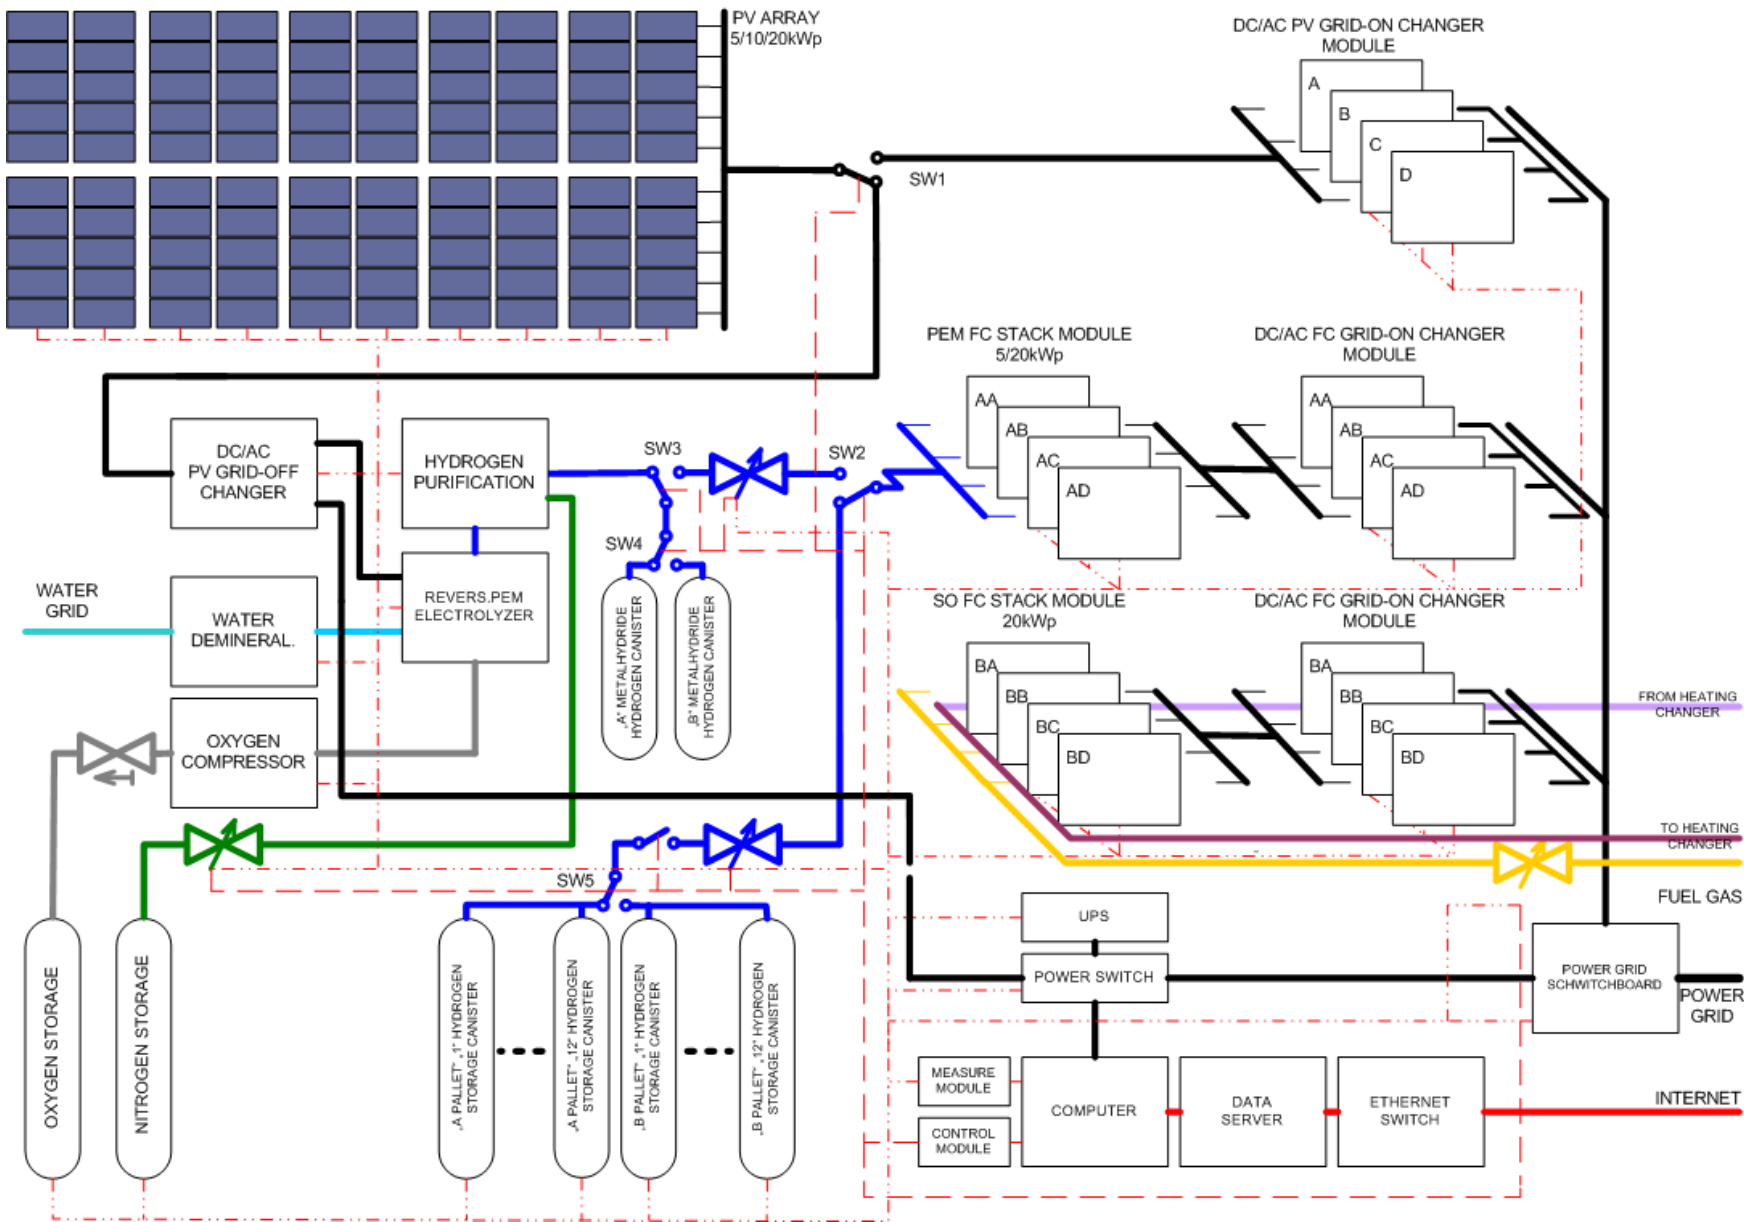 PV ARRAY
5/10/20kWp
DC/AC PV GRID-ON CHANGER
MODULE
A
B
C
D
SW1
PEM FC STACK MODULE
5/20kWp
AA
AB
AC
AD
DC/AC FC GRID-ON CHANGER
MODULE
AA
AB
AC
AD
DC/AC
PV GRID-OFF
CHANGER
HYDROGEN
PURIFICATION
SW3
SW2
SW4
WATER
GRID
WATER
DEMINERAL.
REVERS.PEM
ELECTROLYZER
„A" METALHYDRIDE
HYDROGEN CANISTER
„B" METALHYDRIDE
HYDROGEN CANISTER
SO FC STACK MODULE
20kWp
BA
BB
BC
BD
DC/AC FC GRID-ON CHANGER
MODULE
BA
BB
BC
BD
FROM HEATING
CHANGER
TO HEATING
CHANGER
OXYGEN
COMPRESSOR
SW5
FUEL GAS
UPS
POWER SWITCH
POWER GRID
SCHWITCHBOARD
POWER
GRID
OXYGEN STORAGE
NITROGEN STORAGE
„A PALLET" „1" HYDROGEN
STORAGE CANISTER
„A PALLET" „12" HYDROGEN
STORAGE CANISTER
„B PALLET" „1" HYDROGEN
STORAGE CANISTER
„B PALLET" „12" HYDROGEN
STORAGE CANISTER
MEASURE
MODULE
CONTROL
MODULE
COMPUTER
DATA
SERVER
ETHERNET
SWITCH
INTERNET